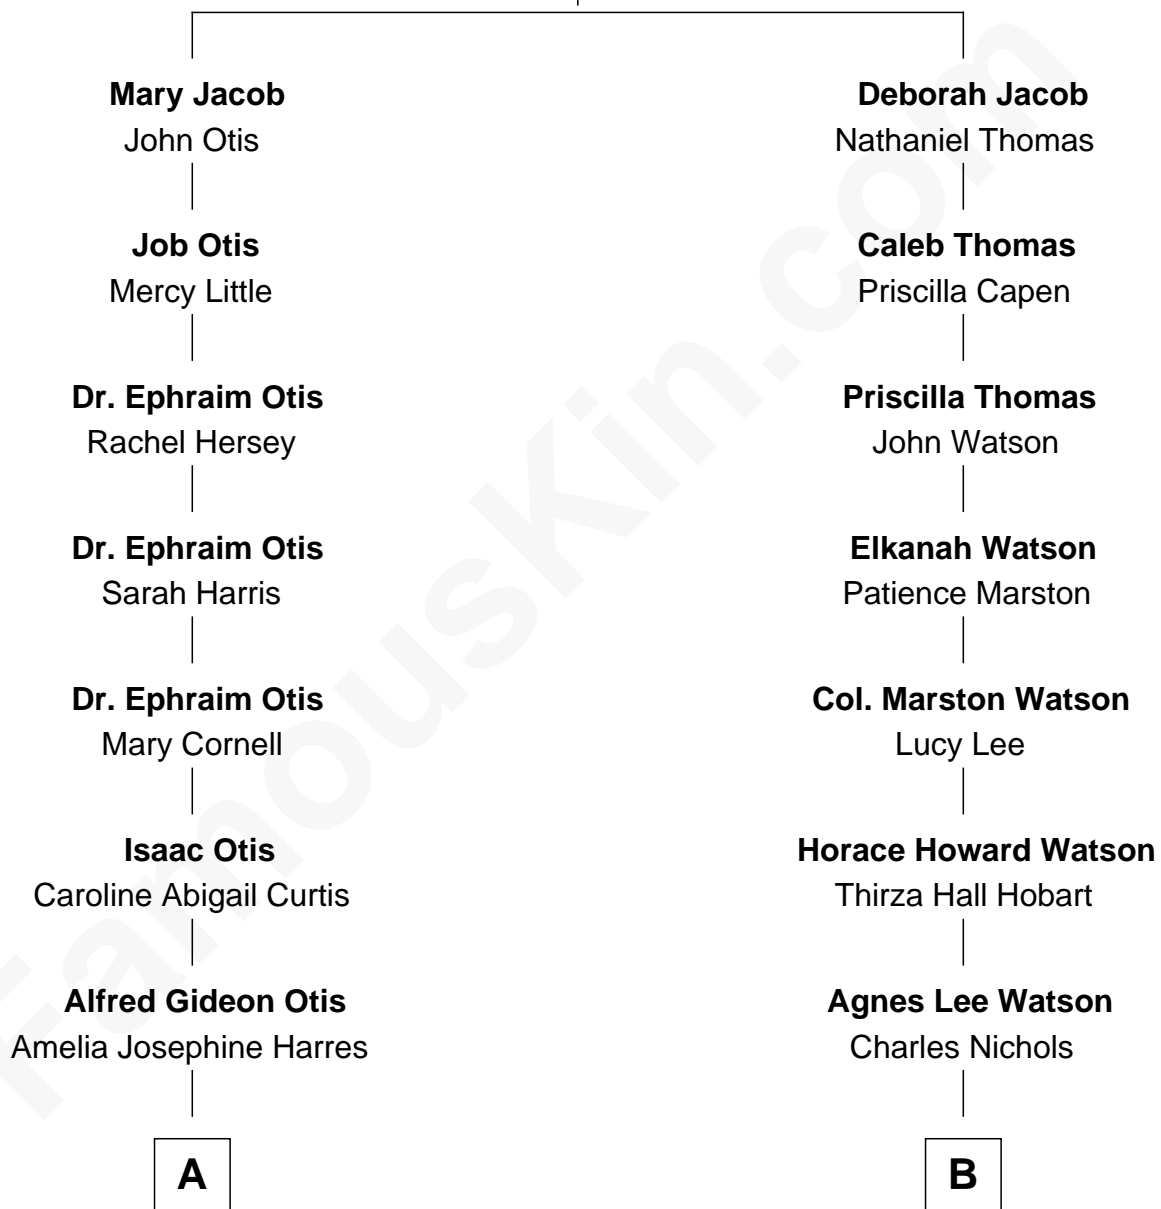 Mary Jacob
John Otis
Job Otis
Mercy Little
Dr. Ephraim Otis
Rachel Hersey
Dr. Ephraim Otis
Sarah Harris
Dr. Ephraim Otis
Mary Cornell
Isaac Otis
Caroline Abigail Curtis
Alfred Gideon Otis
Amelia Josephine Harres
A
Deborah Jacob
Nathaniel Thomas
Caleb Thomas
Priscilla Capen
Priscilla Thomas
John Watson
Elkanah Watson
Patience Marston
Col. Marston Watson
Lucy Lee
Horace Howard Watson
Thirza Hall Hobart
Agnes Lee Watson
Charles Nichols
B
FamousKin.com